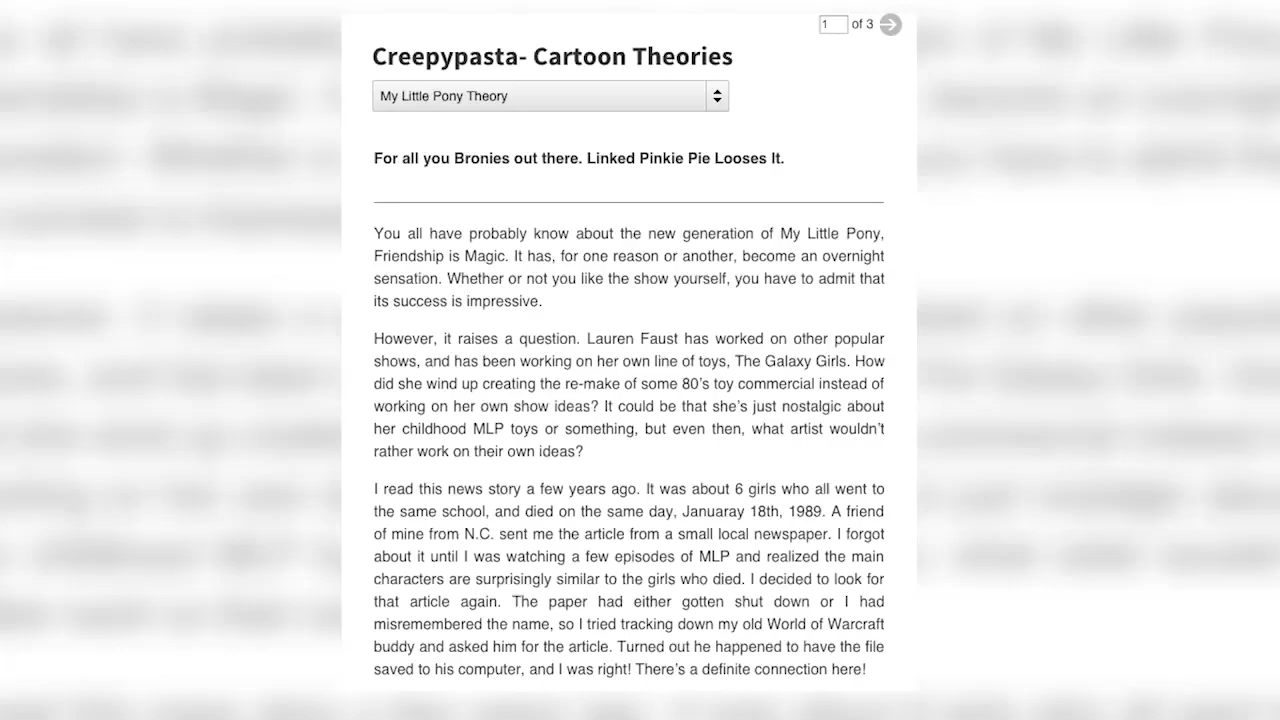 1 of 3
Creepypasta- Cartoon Theories
My Little Pony Theory
For all you Bronies out there. Linked Pinkie Pie Looses It.
You all have probably know about the new generation of My Little Pony,
Friendship is Magic. It has, for one reason or another, become an overnight
sensation. Whether or not you like the show yourself, you have to admit that
its success is impressive.
However, it raises a question. Lauren Faust has worked on other popular
shows, and has been working on her own line of toys, The Galaxy Girls. How
did she wind up creating the re-make of some 80's toy commercial instead of
working on her own show ideas? It could be that she's just nostalgic about
her childhood MLP toys or something, but even then, what artist wouldn't
rather work on their own ideas?
I read this news story a few years ago. It was about 6 girls who all went to
the same school, and died on the same day, Januaray 18th, 1989. A friend
of mine from N.C. sent me the article from a small local newspaper. I forgot
about it until I was watching a few episodes of MLP and realized the main
characters are surprisingly similar to the girls who died. I decided to look for
that article again. The paper had either gotten shut down or I had
misremembered the name, so I tried tracking down my old World of Warcraft
buddy and asked him for the article. Turned out he happened to have the file
saved to his computer, and I was right! There's a definite connection here!